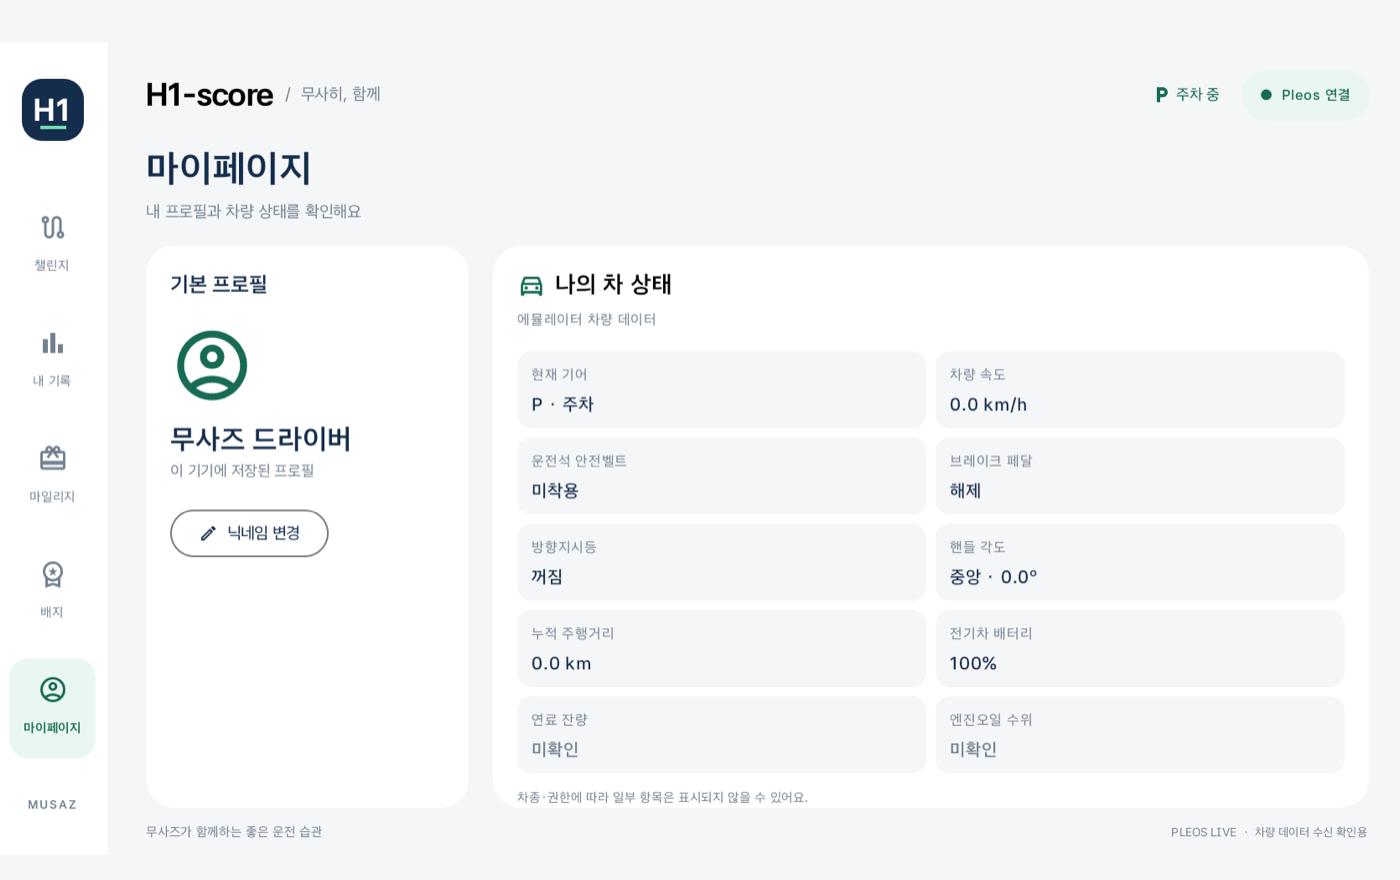 H1
H1-score / 무사히, 함께
P 주차 중
Pleos 연결
마이페이지
내 프로필과 차량 상태를 확인해요
챌린지
내 기록
마일리지
배지
마이페이지
MUSAZ
기본 프로필
무사즈 드라이버
이 기기에 저장된 프로필
닉네임 변경
나의 차 상태
에뮬레이터 차량 데이터
현재 기어
P · 주차
차량 속도
0.0 km/h
운전석 안전벨트
미착용
브레이크 페달
해제
방향지시등
꺼짐
핸들 각도
중앙 · 0.0°
누적 주행거리
0.0 km
전기차 배터리
100%
연료 잔량
미확인
엔진오일 수위
미확인
차종·권한에 따라 일부 항목은 표시되지 않을 수 있어요.
무사즈가 함께하는 좋은 운전 습관
PLEOS LIVE · 차량 데이터 수신 확인용